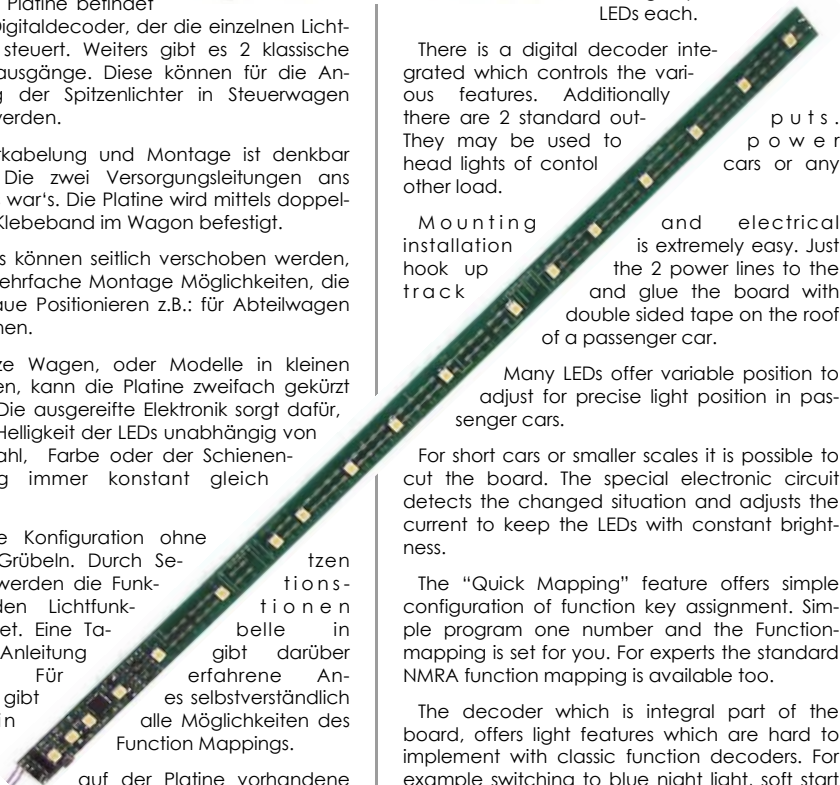 Platine befindet
Digitaldecoder, der die einzelnen Licht-
steuert. Weiters gibt es 2 klassische
ausgänge. Diese können für die An-
g der Spitzenlichter in Steuerwagen
werden.
kabelung und Montage ist denkbar
Die zwei Versorgungsleitungen ans
war's. Die Platine wird mittels doppel-
Klebeband im Wagon befestigt.
s können seitlich verschoben werden,
ehrfache Montage Möglichkeiten, die
aue Positionieren z.B.: für Abteilwagen
hen.
ze Wagen, oder Modelle in kleinen
en, kann die Platine zweifach gekürzt
Die ausgereifte Elektronik sorgt dafür,
Helligkeit der LEDs unabhängig von
ahl, Farbe oder der Schienen-
g immer konstant gleich
e Konfiguration ohne
Grübeln. Durch Se- tzen
werden die Funk- tions-
den Lichtfunk- tionen
et. Eine Ta- belle in
Anleitung gibt darüber
Für erfahrene An-
gibt es selbstverständlich
in alle Möglichkeiten des
Function Mappings.
auf der Platine vorhandene
LEDs each.
There is a digital decoder inte-
grated which controls the vari-
ous features. Additionally
there are 2 standard out- puts.
They may be used to power
head lights of contol cars or any
other load.
Mounting and electrical
installation is extremely easy. Just
hook up the 2 power lines to the
track and glue the board with
double sided tape on the roof
of a passenger car.
Many LEDs offer variable position to
adjust for precise light position in pas-
senger cars.
For short cars or smaller scales it is possible to
cut the board. The special electronic circuit
detects the changed situation and adjusts the
current to keep the LEDs with constant bright-
ness.
The “Quick Mapping” feature offers simple
configuration of function key assignment. Sim-
ple program one number and the Function-
mapping is set for you. For experts the standard
NMRA function mapping is available too.
The decoder which is integral part of the
board, offers light features which are hard to
implement with classic function decoders. For
example switching to blue night light, soft start